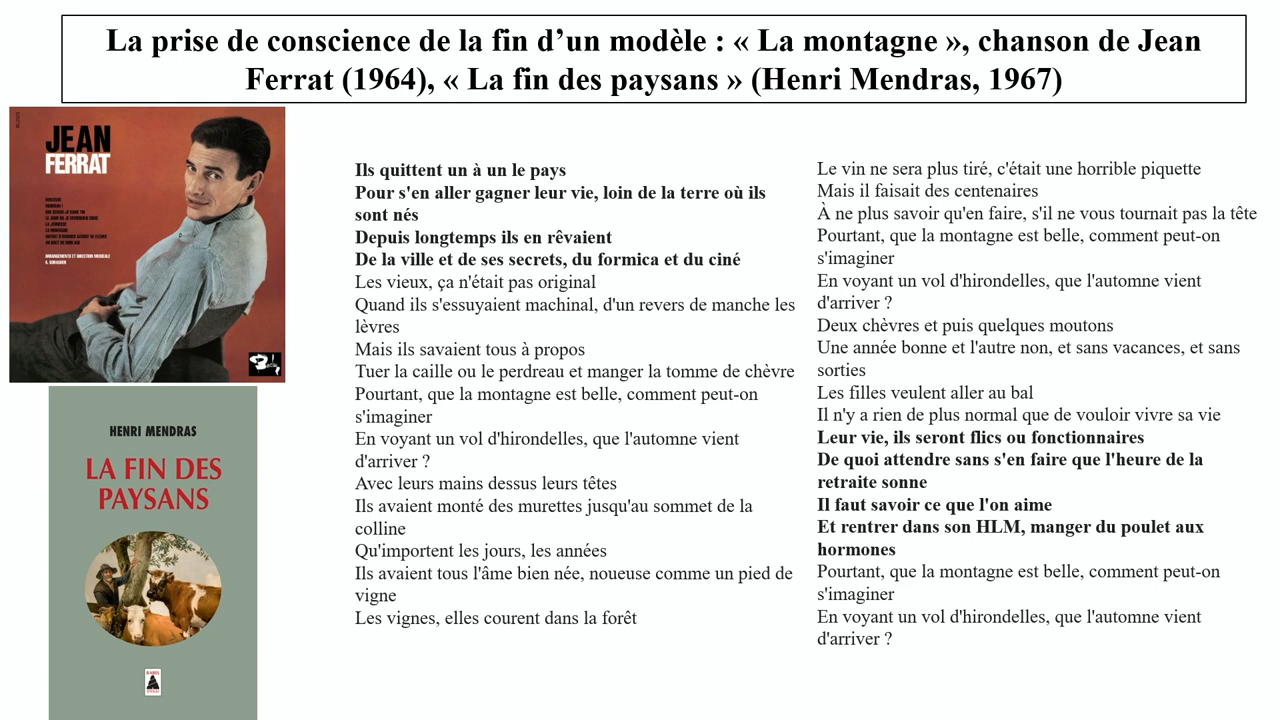 La prise de conscience de la fin d’un modèle : « La montagne », chanson de Jean
Ferrat (1964), « La fin des paysans » (Henri Mendras, 1967)
JEAN
FERRAT
HENRI MENDRAS
LA FIN DES
PAYSANS
Ils quittent un à un le pays
Pour s'en aller gagner leur vie, loin de la terre où ils
sont nés
Depuis longtemps ils en rêvaient
De la ville et de ses secrets, du formica et du ciné
Les vieux, ça n'était pas original
Quand ils s'essuyaient machinal, d'un revers de manche les
lèvres
Mais ils savaient tous à propos
Tuer la caille ou le perdreau et manger la tomme de chèvre
Pourtant, que la montagne est belle, comment peut-on
s'imaginer
En voyant un vol d'hirondelles, que l'automne vient
d'arriver ?
Avec leurs mains dessus leurs têtes
Ils avaient monté des murettes jusqu'au sommet de la
colline
Qu'importent les jours, les années
Ils avaient tous l'âme bien née, noueuse comme un pied de
vigne
Les vignes, elles courent dans la forêt
Le vin ne sera plus tiré, c'était une horrible piquette
Mais il faisait des centenaires
À ne plus savoir qu'en faire, s'il ne vous tournait pas la tête
Pourtant, que la montagne est belle, comment peut-on
s'imaginer
En voyant un vol d'hirondelles, que l'automne vient
d'arriver ?
Deux chèvres et puis quelques moutons
Une année bonne et l'autre non, et sans vacances, et sans
sorties
Les filles veulent aller au bal
Il n'y a rien de plus normal que de vouloir vivre sa vie
Leur vie, ils seront flics ou fonctionnaires
De quoi attendre sans s'en faire que l'heure de la
retraite sonne
Il faut savoir ce que l'on aime
Et rentrer dans son HLM, manger du poulet aux
hormones
Pourtant, que la montagne est belle, comment peut-on
s'imaginer
En voyant un vol d'hirondelles, que l'automne vient
d'arriver ?